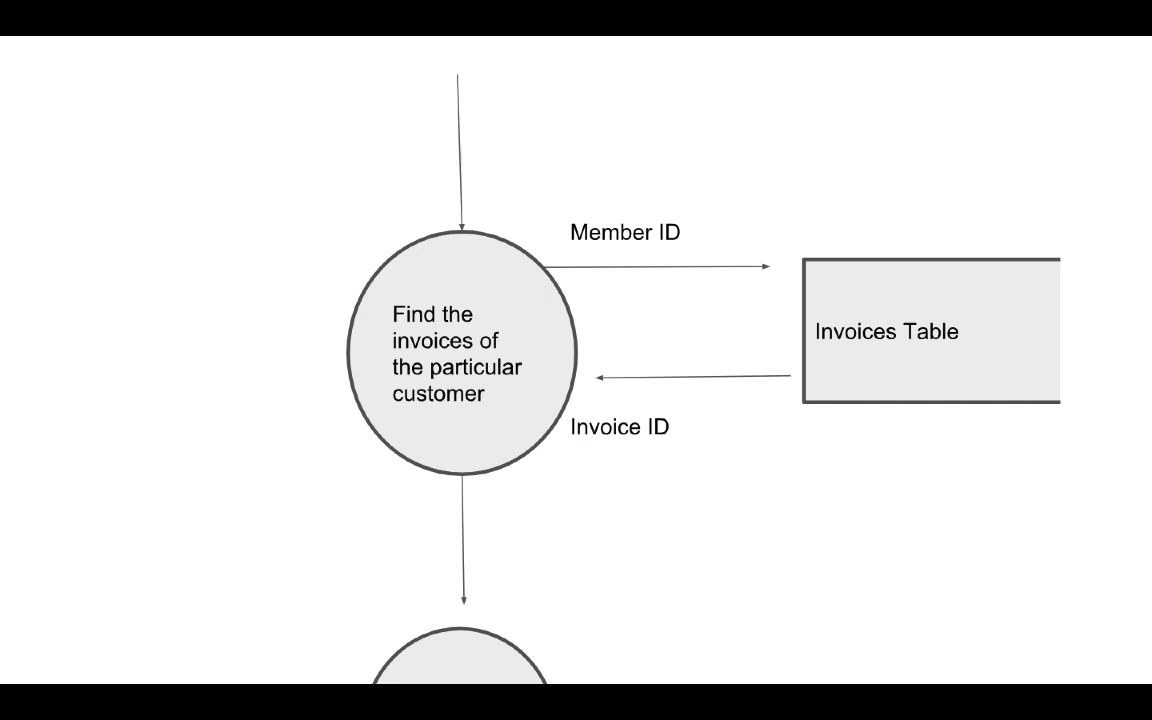 Member ID
Find the
invoices of
the particular
customer
Invoices Table
Invoice ID